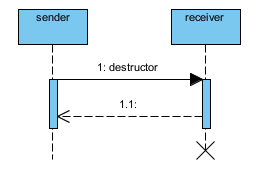 sender
receiver
1: destructor
1.1: